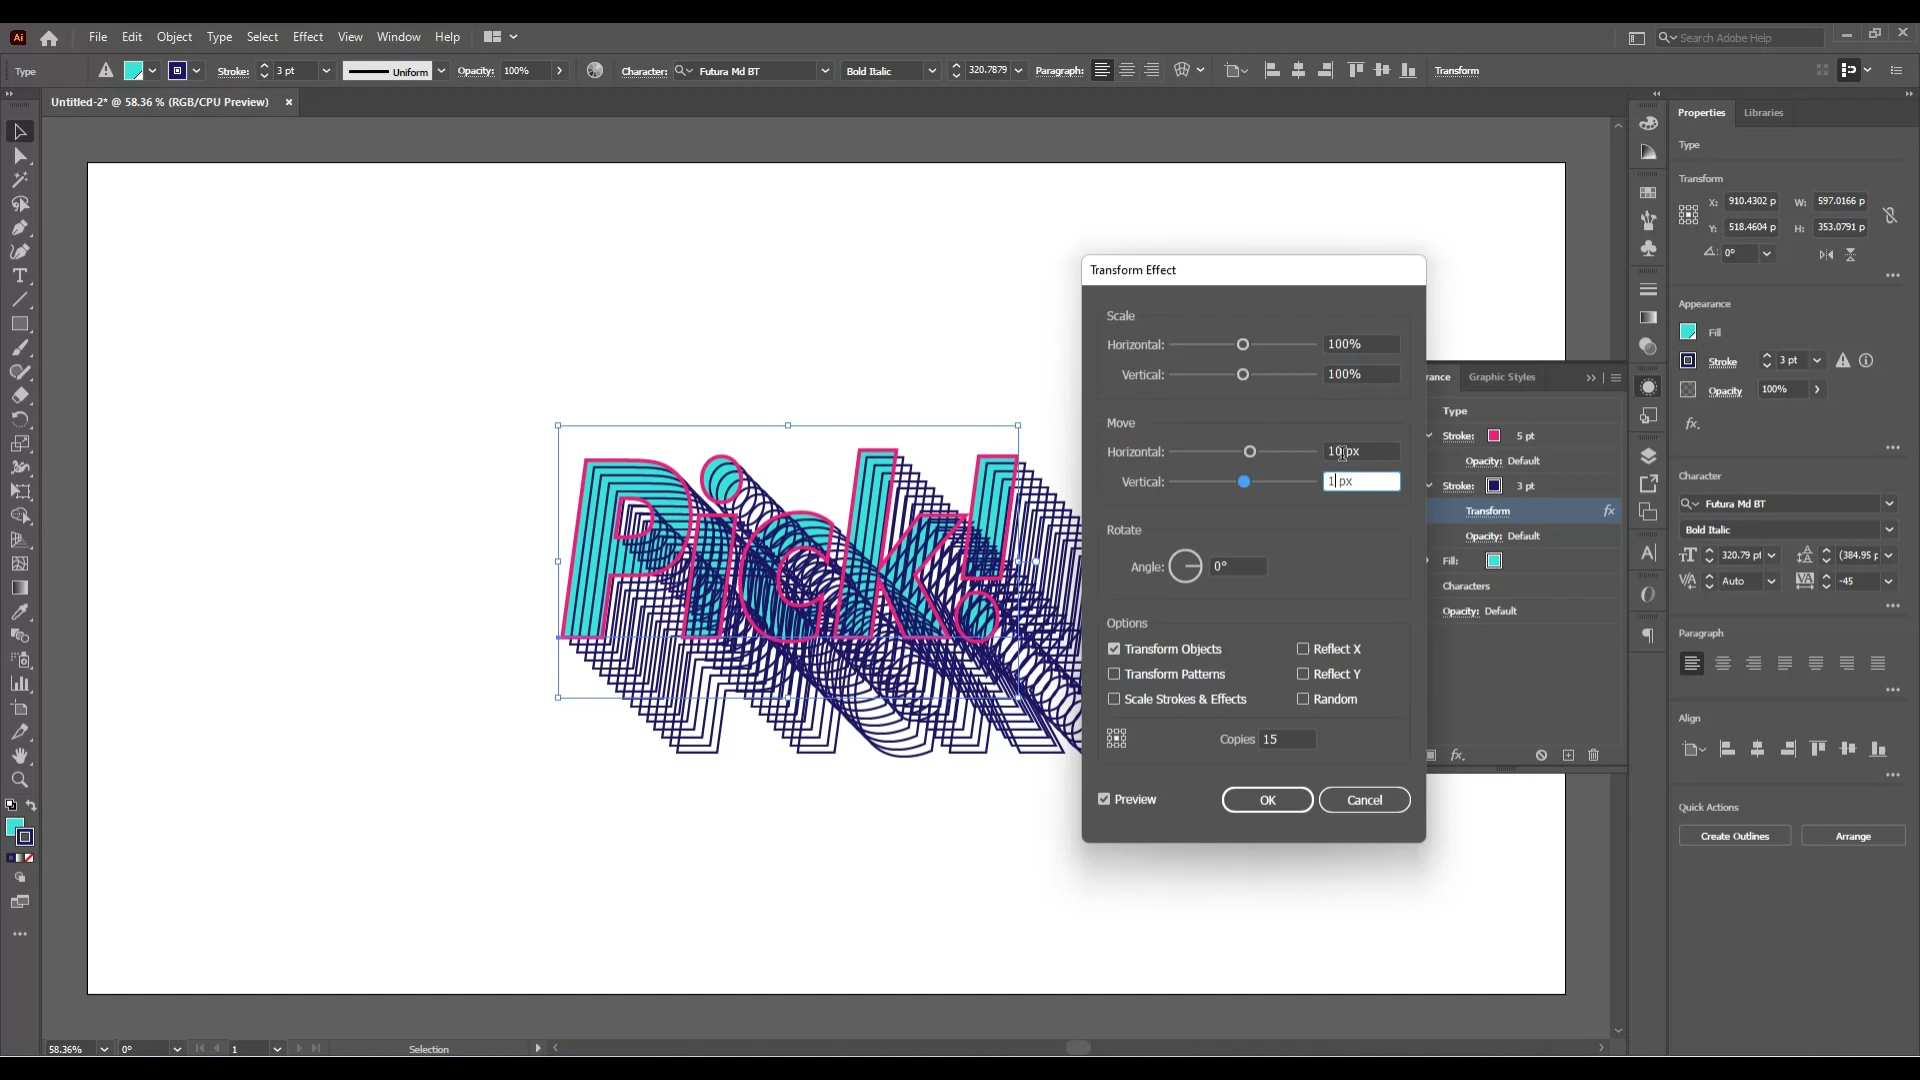 Ai File Edit Object Type Select Effect View Window Help Search Adobe Help
Type Stroke: 3 pt Uniform Opacity: 100% Character: Futura Md BT Bold Italic 320.7879 Paragraph: Transform
Untitled-2* @ 58.36 % (RGB/CPU Preview) ×
Pick!
Transform Effect
Scale
Horizontal: 100%
Vertical: 100%
Move
Horizontal: 10 px
Vertical: 1 px
Rotate
Angle: 0°
Options
Transform Objects Reflect X
Transform Patterns Reflect Y
Scale Strokes & Effects Random
Copies 15
Preview OK Cancel
rance Graphic Styles
Type
Stroke: 5 pt
Opacity: Default
Stroke: 3 pt
Transform fx
Opacity: Default
Fill:
Characters
Opacity: Default
fx.
Properties Libraries
Type
Transform
X: 910.4302 p W: 597.0166 p
Y: 518.4604 p H: 353.0791 p
0°
Appearance
Fill
Stroke 3 pt
Opacity 100%
fx.
Character
Futura Md BT
Bold Italic
320.79 pt (384.95 p
Auto -45
Paragraph
Align
Quick Actions
Create Outlines Arrange
58.36% 0° 1 Selection